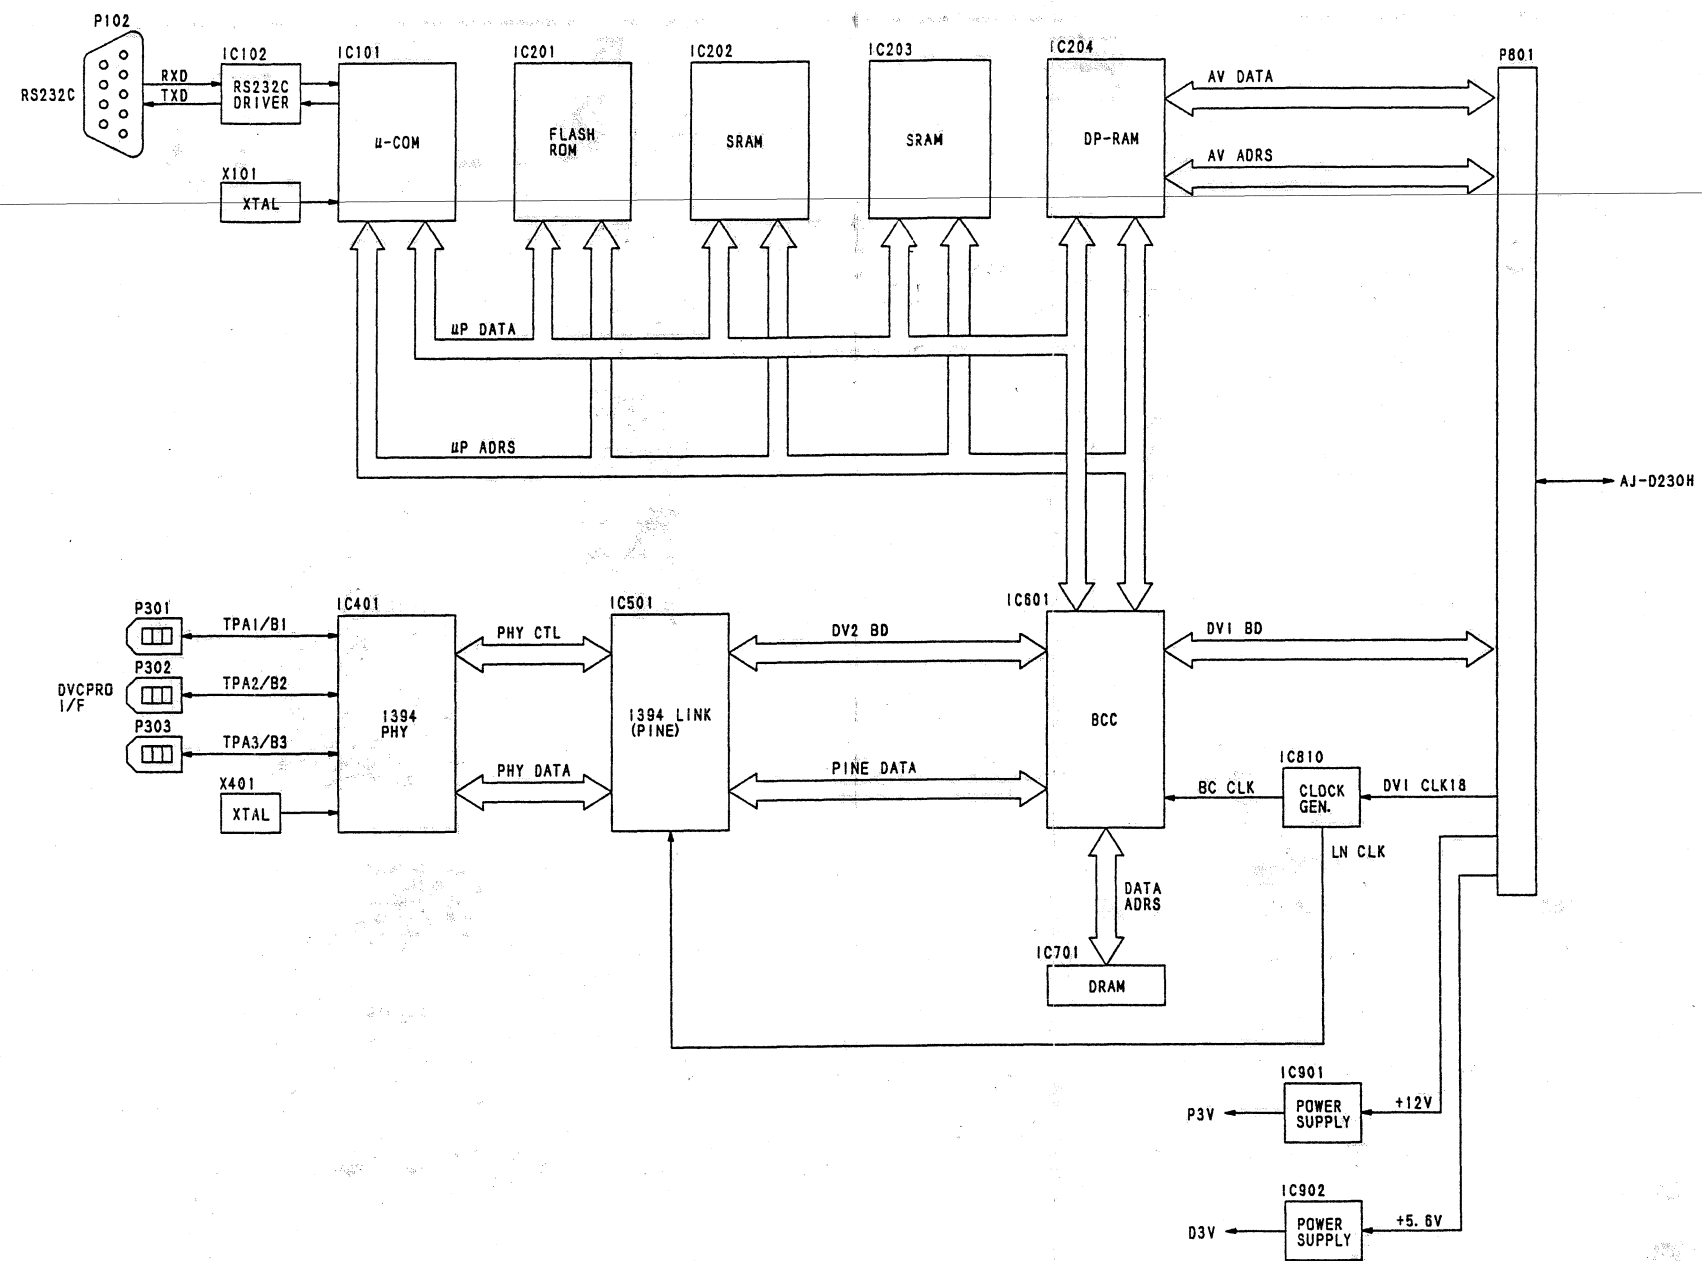 P102
RS232C
RXD
TXD
IC102
RS232C
DRIVER
X101
XTAL
IC101
μ-COM
IC201
FLASH
ROM
IC202
SRAM
IC203
SRAM
IC204
DP-RAM
AV DATA
AV ADRS
P801
μP DATA
μP ADRS
AJ-D230H
DVCPRO
I/F
P301
P302
P303
TPA1/B1
TPA2/B2
TPA3/B3
X401
XTAL
IC401
1394
PHY
PHY CTL
PHY DATA
IC501
1394 LINK
(PINE)
DV2 BD
PINE DATA
IC601
BCC
DV1 BD
BC CLK
IC810
CLOCK
GEN.
DV1 CLK18
LN CLK
DATA
ADRS
IC701
DRAM
IC901
POWER
SUPPLY
P3V
+12V
IC902
POWER
SUPPLY
D3V
+5.6V